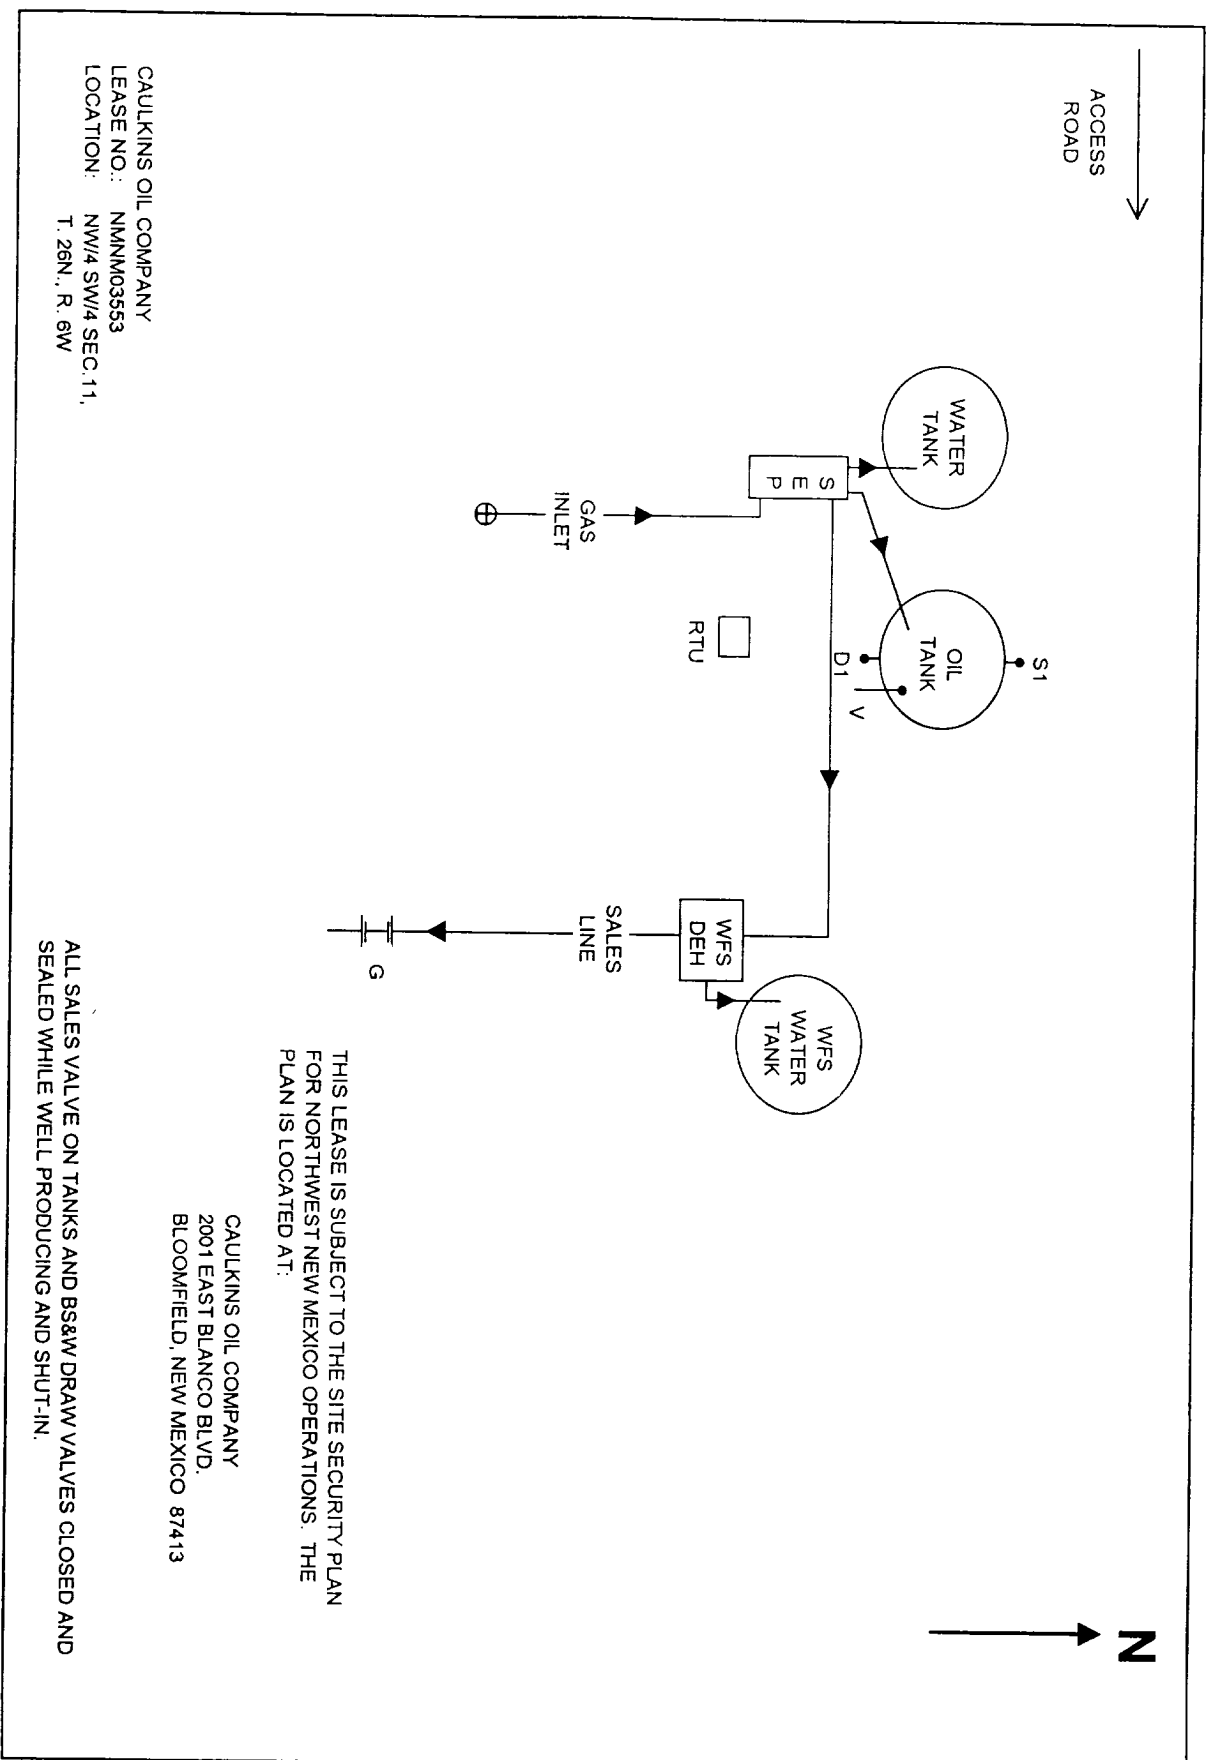 ACCESS
ROAD
N
WATER
TANK
S1
OIL
TANK
D1
V
S
E
P
GAS
INLET
RTU
WFS
DEH
WFS
WATER
TANK
SALES
LINE
G
THIS LEASE IS SUBJECT TO THE SITE SECURITY PLAN
FOR NORTHWEST NEW MEXICO OPERATIONS. THE
PLAN IS LOCATED AT:
CAULKINS OIL COMPANY
2001 EAST BLANCO BLVD.
BLOOMFIELD, NEW MEXICO 87413
CAULKINS OIL COMPANY
LEASE NO.: NMNM03553
LOCATION: NW/4 SW/4 SEC.11,
T. 26N., R. 6W
ALL SALES VALVE ON TANKS AND BS&W DRAW VALVES CLOSED AND
SEALED WHILE WELL PRODUCING AND SHUT-IN.